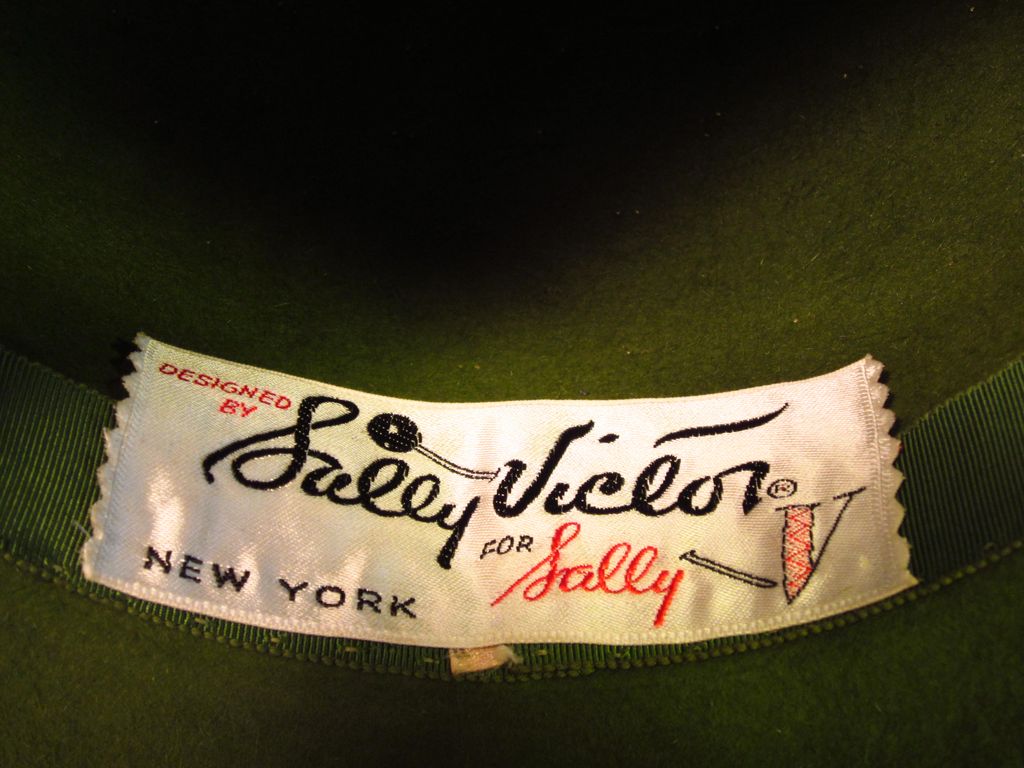 DESIGNED
BY
Sally Victor®
FOR Sally V
NEW YORK